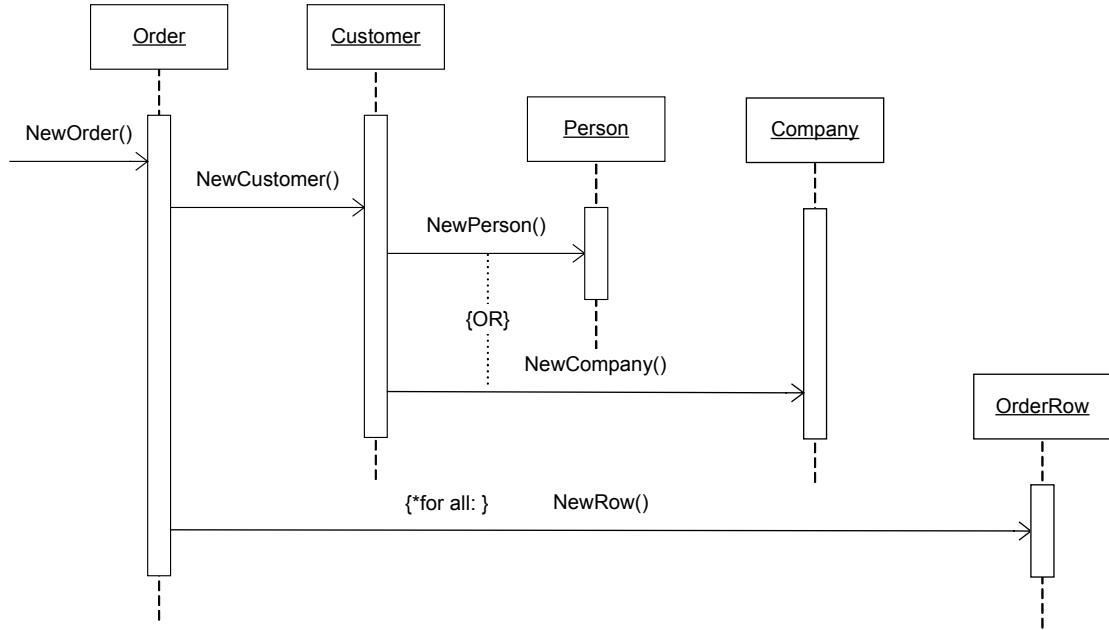 Order
Customer
Person
Company
NewOrder()
NewCustomer()
NewPerson()
{OR}
NewCompany()
OrderRow
{*for all: }
NewRow()